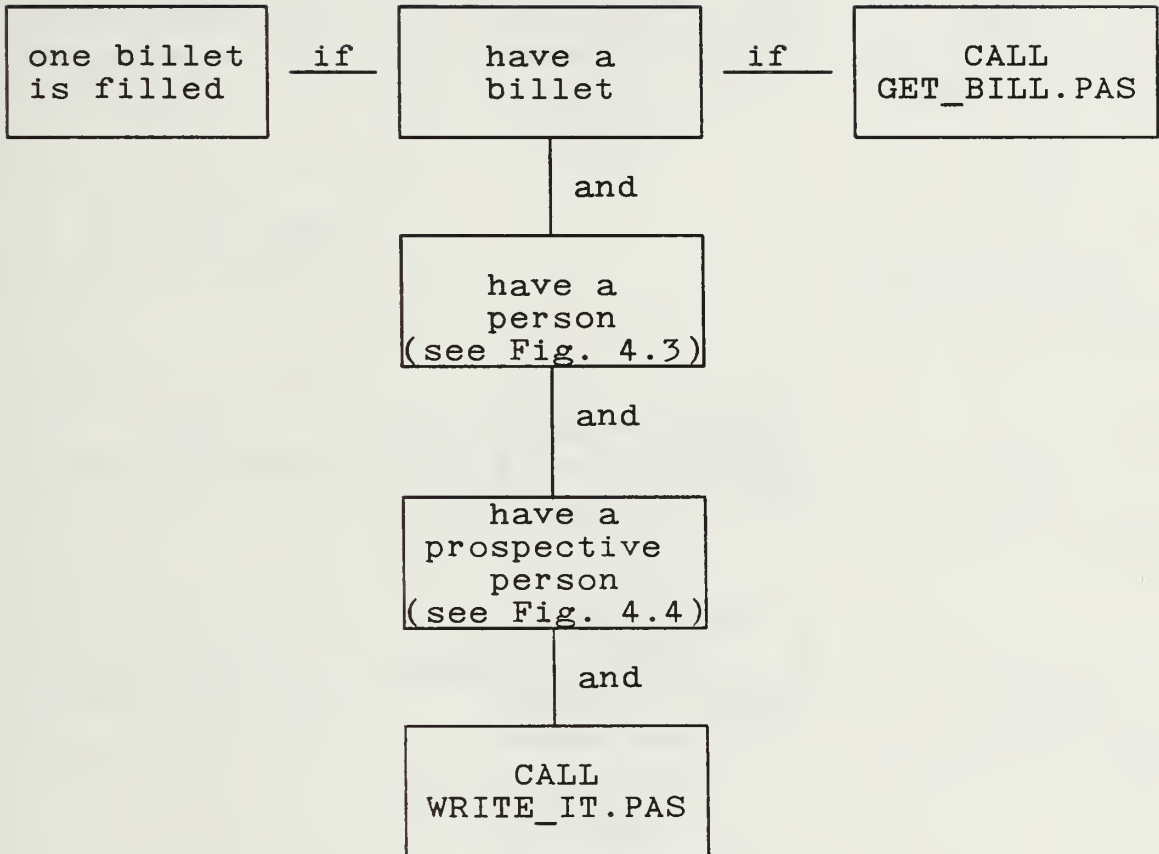 one billet
is filled
if
have a
billet
if
CALL
GET_BILL.PAS
and
have a
person
(see Fig. 4.3)
and
have a
prospective
person
(see Fig. 4.4)
and
CALL
WRITE_IT.PAS